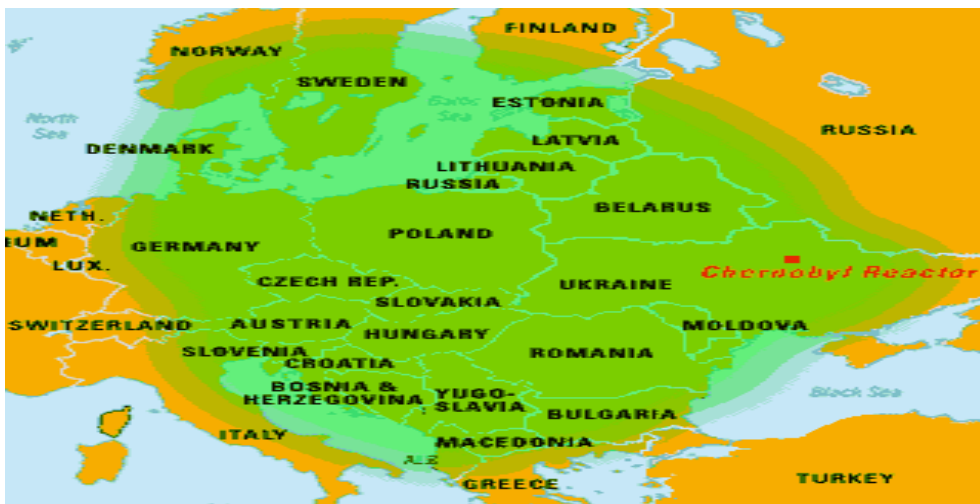 FINLAND
NORWAY
SWEDEN
Baltic
Sea
ESTONIA
North
Sea
RUSSIA
LATVIA
DENMARK
LITHUANIA
RUSSIA
BELARUS
NETH.
POLAND
GERMANY
UM
LUX.
Chernobyl Reactor
CZECH REP.
UKRAINE
SLOVAKIA
SWITZERLAND
AUSTRIA
MOLDOVA
HUNGARY
SLOVENIA
ROMANIA
CROATIA
BOSNIA &
HERZEGOVINA
YUGO-
SLAVIA
Black Sea
BULGARIA
ITALY
MACEDONIA
TURKEY
GREECE